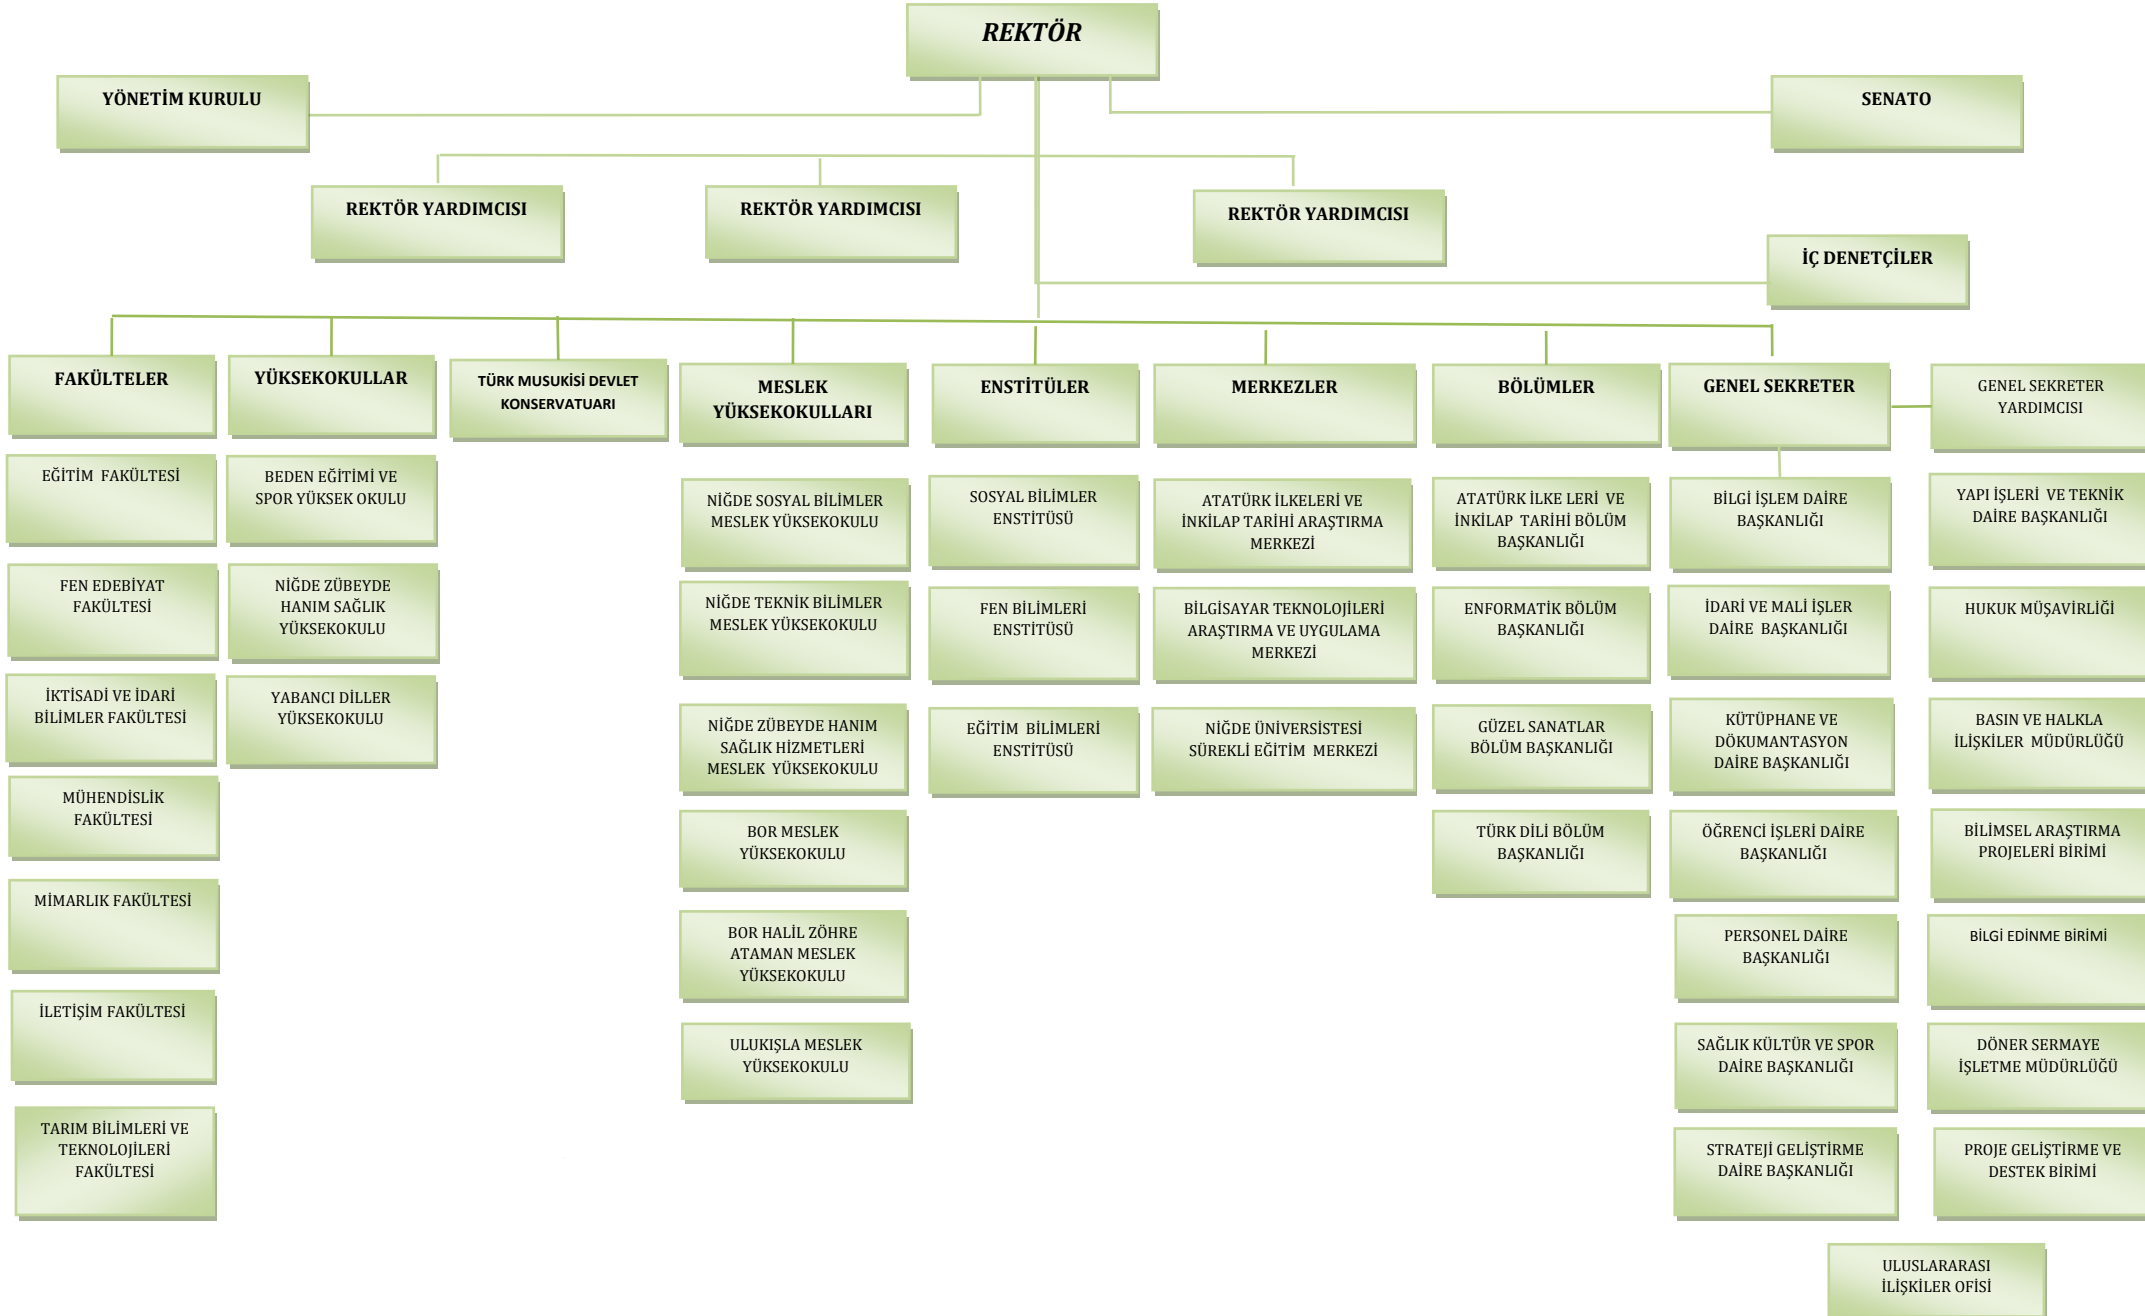 REKTÖR
YÖNETİM KURULU
SENATO
REKTÖR YARDIMCISI
REKTÖR YARDIMCISI
REKTÖR YARDIMCISI
İÇ DENETÇİLER
FAKÜLTELER
EĞİTİM FAKÜLTESİ
FEN EDEBİYAT
FAKÜLTESİ
İKTİSADİ VE İDARİ
BİLİMLER FAKÜLTESİ
MÜHENDİSLİK
FAKÜLTESİ
MİMARLIK FAKÜLTESİ
İLETİŞİM FAKÜLTESİ
TARIM BİLİMLERİ VE
TEKNOLOJİLERİ
FAKÜLTESİ
YÜKSEKOKULLAR
BEDEN EĞİTİMİ VE
SPOR YÜKSEK OKULU
NİĞDE ZÜBEYDE
HANIM SAĞLIK
YÜKSEKOKULU
YABANCI DİLLER
YÜKSEKOKULU
TÜRK MUSUKİSİ DEVLET
KONSERVATUARI
MESLEK
YÜKSEKOKULLARI
NİĞDE SOSYAL BİLİMLER
MESLEK YÜKSEKOKULU
NİĞDE TEKNİK BİLİMLER
MESLEK YÜKSEKOKULU
NİĞDE ZÜBEYDE HANIM
SAĞLIK HİZMETLERİ
MESLEK YÜKSEKOKULU
BOR MESLEK
YÜKSEKOKULU
BOR HALİL ZÖHRE
ATAMAN MESLEK
YÜKSEKOKULU
ULUKIŞLA MESLEK
YÜKSEKOKULU
ENSTİTÜLER
SOSYAL BİLİMLER
ENSTİTÜSÜ
FEN BİLİMLERİ
ENSTİTÜSÜ
EĞİTİM BİLİMLERİ
ENSTİTÜSÜ
MERKEZLER
ATATÜRK İLKELERİ VE
İNKİLAP TARİHİ ARAŞTIRMA
MERKEZİ
BİLGİSAYAR TEKNOLOJİLERİ
ARAŞTIRMA VE UYGULAMA
MERKEZİ
NİĞDE ÜNİVERSİSTESİ
SÜREKLİ EĞİTİM MERKEZİ
BÖLÜMLER
ATATÜRK İLKE LERİ VE
İNKİLAP TARİHİ BÖLÜM
BAŞKANLIĞI
ENFORMATİK BÖLÜM
BAŞKANLIĞI
GÜZEL SANATLAR
BÖLÜM BAŞKANLIĞI
TÜRK DİLİ BÖLÜM
BAŞKANLIĞI
GENEL SEKRETER
BİLGİ İŞLEM DAİRE
BAŞKANLIĞI
İDARİ VE MALİ İŞLER
DAİRE BAŞKANLIĞI
KÜTÜPHANE VE
DÖKUMANTASYON
DAİRE BAŞKANLIĞI
ÖĞRENCİ İŞLERİ DAİRE
BAŞKANLIĞI
PERSONEL DAİRE
BAŞKANLIĞI
SAĞLIK KÜLTÜR VE SPOR
DAİRE BAŞKANLIĞI
STRATEJİ GELİŞTİRME
DAİRE BAŞKANLIĞI
GENEL SEKRETER
YARDIMCISI
YAPI İŞLERİ VE TEKNİK
DAİRE BAŞKANLIĞI
HUKUK MÜŞAVİRLİĞİ
BASIN VE HALKLA
İLİŞKİLER MÜDÜRLÜĞÜ
BİLİMSEL ARAŞTIRMA
PROJELERİ BİRİMİ
BİLGİ EDİNME BİRİMİ
DÖNER SERMAYE
İŞLETME MÜDÜRLÜĞÜ
PROJE GELİŞTİRME VE
DESTEK BİRİMİ
ULUSLARARASI
İLİŞKİLER OFİSİ